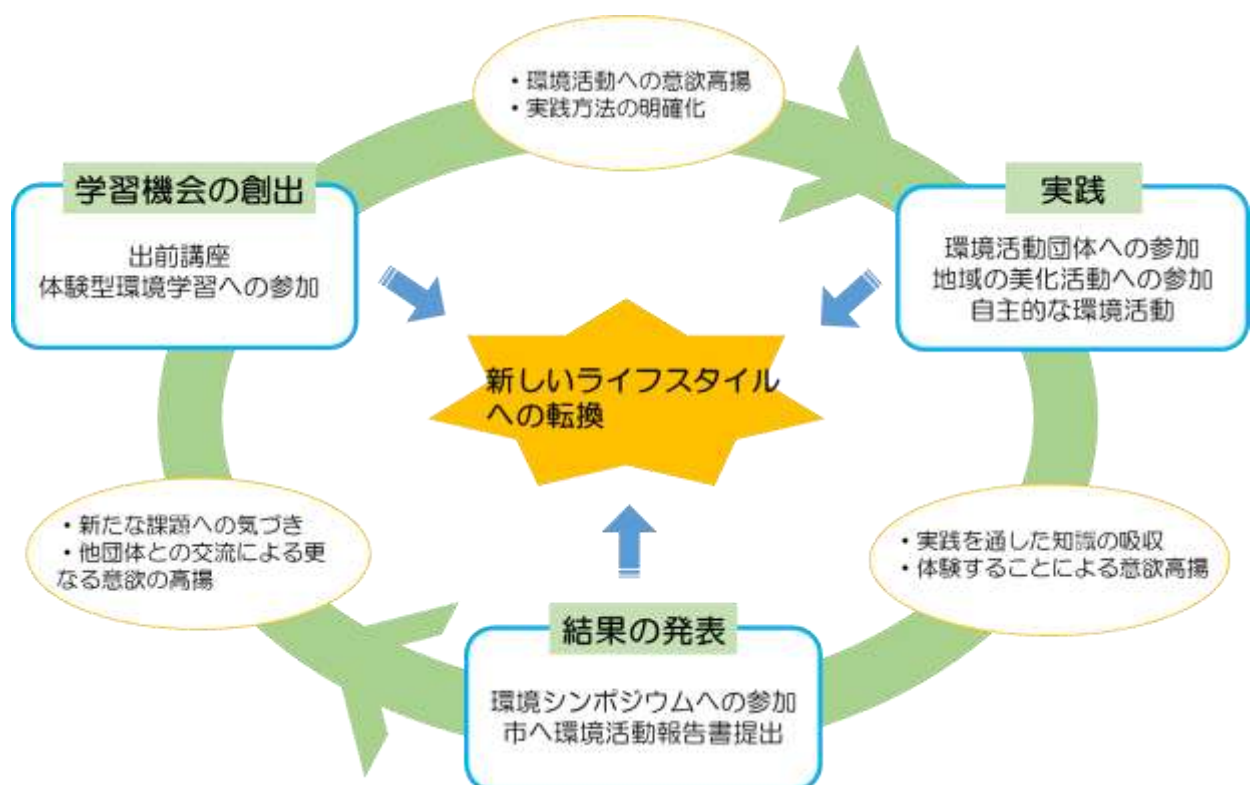 ・環境活動への意欲高揚
・実践方法の明確化
学習機会の創出
出前講座
体験型環境学習への参加
実践
環境活動団体への参加
地域の美化活動への参加
自主的な環境活動
新しいライフスタイル
への転換
・新たな課題への気づき
・他団体との交流による更
なる意欲の高揚
・実践を通した知識の吸収
・体験することによる意欲高揚
結果の発表
環境シンポジウムへの参加
市へ環境活動報告書提出